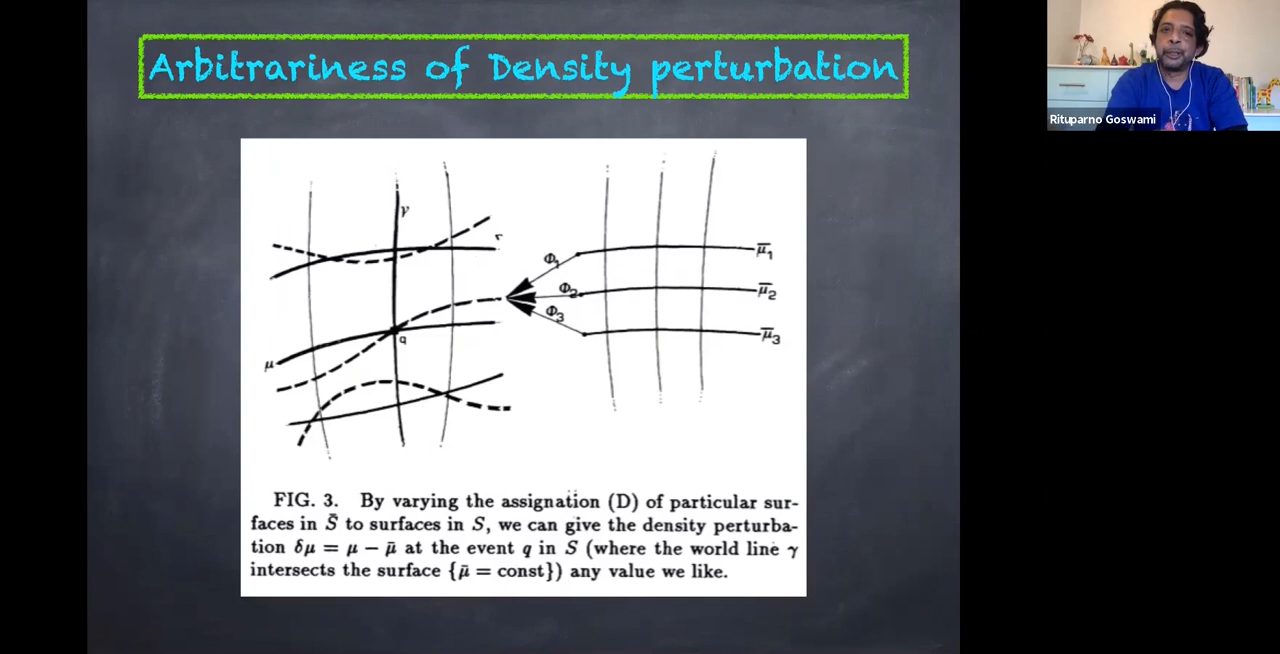 Arbitrariness of Density perturbation
Rituparno Goswami
γ
Φ₁
μ̄₁
Φ₂
μ̄₂
Φ₃
μ̄₃
q
μ
FIG. 3. By varying the assignation (D) of particular sur-
faces in S̄ to surfaces in S, we can give the density perturba-
tion δμ = μ − μ̄ at the event q in S (where the world line γ
intersects the surface {μ̄ = const}) any value we like.